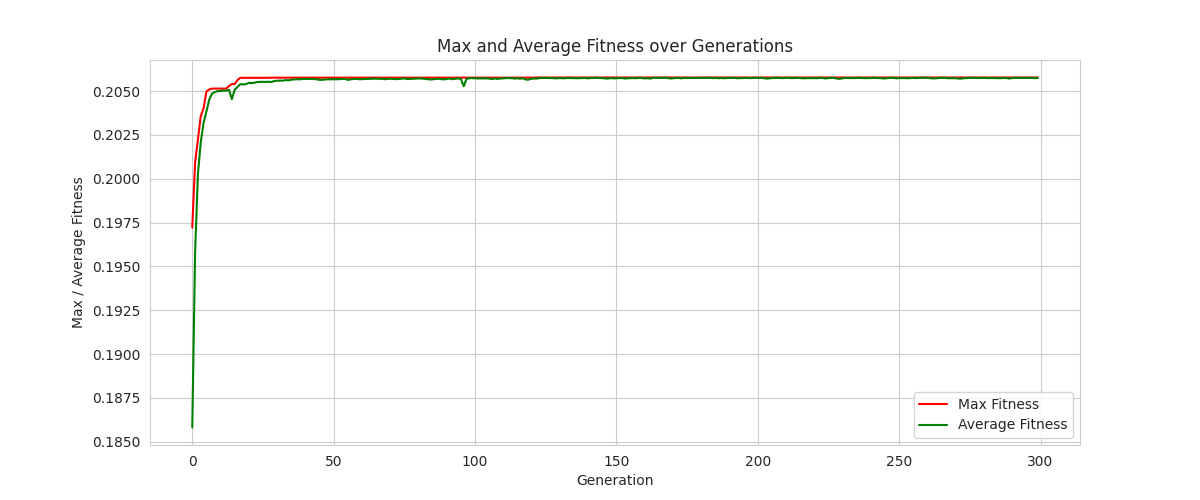 Max and Average Fitness over Generations
Max / Average Fitness
0.2050
0.2025
0.2000
0.1975
0.1950
0.1925
0.1900
0.1875
0.1850
0 50 100 150 200 250 300
Generation
Max Fitness
Average Fitness